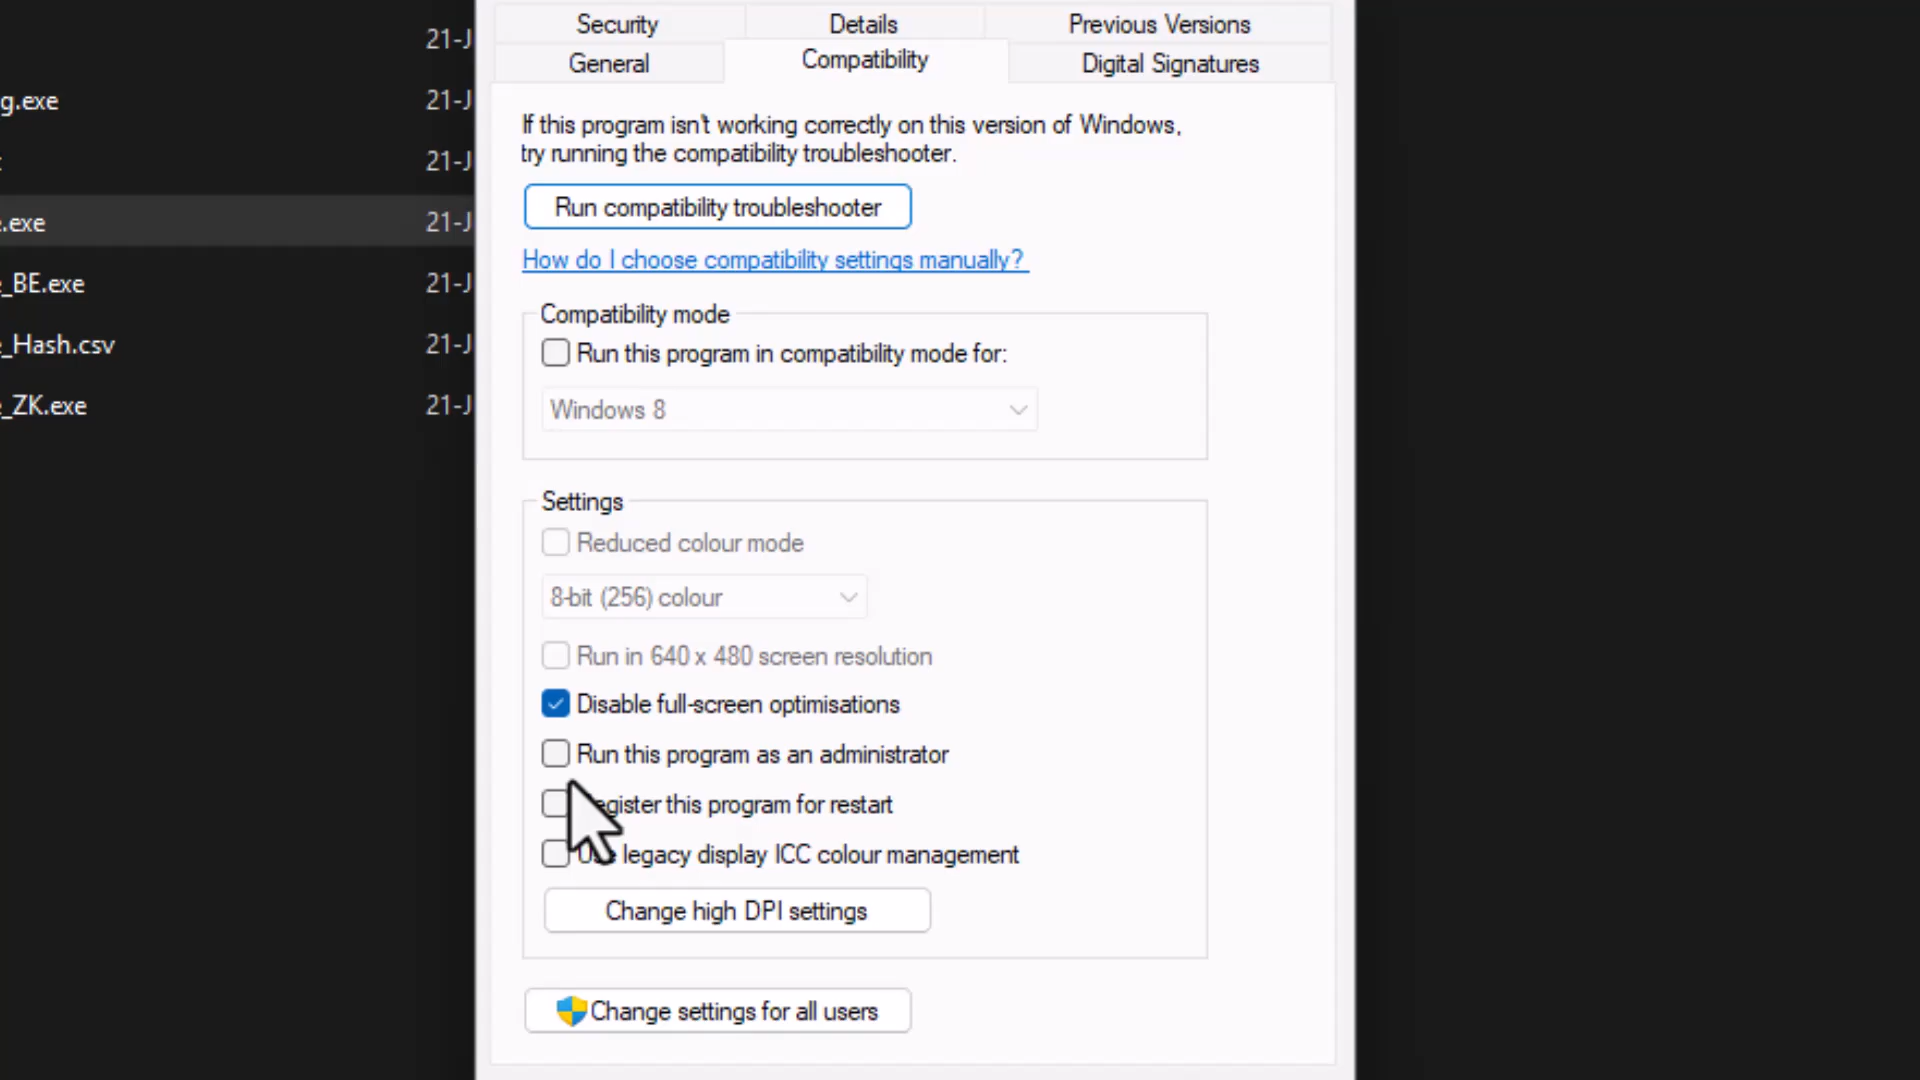 21-J
g.exe 21-J
21-J
.exe 21-J
_BE.exe 21-J
_Hash.csv 21-J
_ZK.exe 21-J
Security Details Previous Versions
General Compatibility Digital Signatures
If this program isn't working correctly on this version of Windows,
try running the compatibility troubleshooter.
Run compatibility troubleshooter
How do I choose compatibility settings manually?
Compatibility mode
Run this program in compatibility mode for:
Windows 8
Settings
Reduced colour mode
8-bit (256) colour
Run in 640 x 480 screen resolution
Disable full-screen optimisations
Run this program as an administrator
Register this program for restart
Use legacy display ICC colour management
Change high DPI settings
Change settings for all users